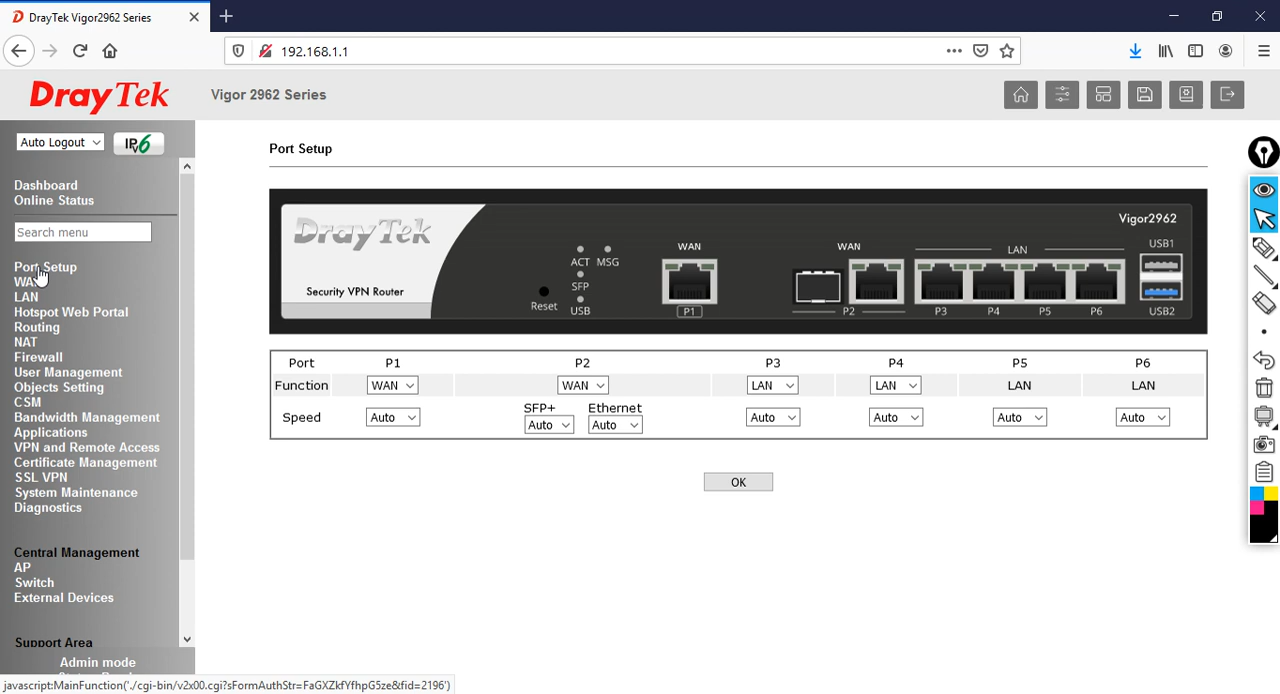 DrayTek Vigor2962 Series
192.168.1.1
DrayTek
Vigor 2962 Series
Auto Logout
IPv6
Dashboard
Online Status
Search menu
Port Setup
WAN
LAN
Hotspot Web Portal
Routing
NAT
Firewall
User Management
Objects Setting
CSM
Bandwidth Management
Applications
VPN and Remote Access
Certificate Management
SSL VPN
System Maintenance
Diagnostics
Central Management
AP
Switch
External Devices
Support Area
Admin mode
Port Setup
DrayTek
Vigor2962
Security VPN Router
Reset
ACT MSG
SFP
USB
WAN
P1
WAN
P2
LAN
P3 P4 P5 P6
USB1
USB2
Port P1 P2 P3 P4 P5 P6
Function WAN WAN LAN LAN LAN LAN
SFP+ Ethernet
Speed Auto Auto Auto Auto Auto Auto Auto
OK
javascript:MainFunction('./cgi-bin/v2x00.cgi?sFormAuthStr=FaGXZkfYfhpG5ze&fid=2196')